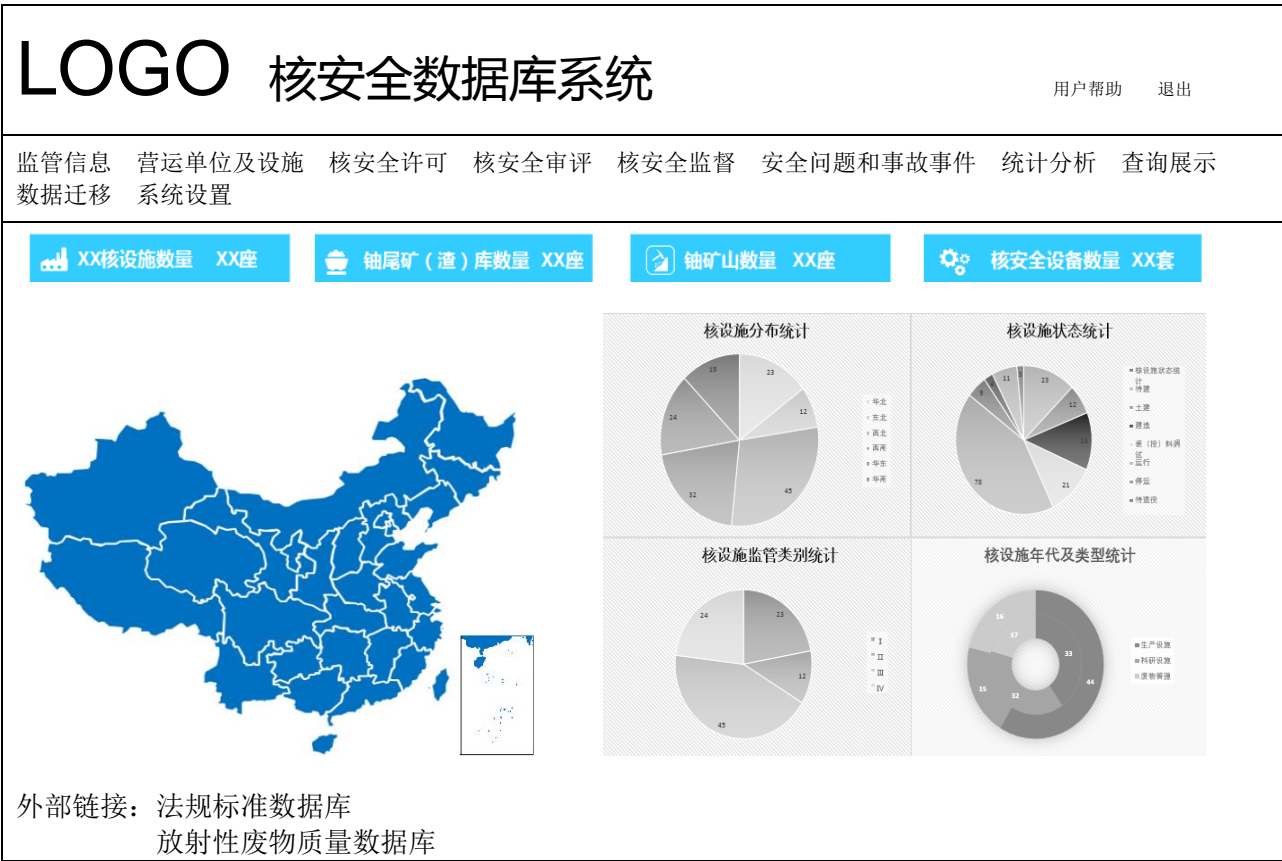 LOGO 核安全数据库系统
用户帮助 退出
监管信息 营运单位及设施 核安全许可 核安全审评 核安全监督 安全问题和事故事件 统计分析 查询展示
数据迁移 系统设置
XX核设施数量 XX座
铀尾矿（渣）库数量 XX座
铀矿山数量 XX座
核安全设备数量 XX套
核设施分布统计
19
23
12
24
32
45
华北
东北
西北
西南
华东
华南
核设施状态统计
11
23
12
21
78
核设施状态统
计
待建
土建
建造
装（投）料调
试
运行
停运
待退役
核设施监管类别统计
24
23
12
45
I
II
III
IV
核设施年代及类型统计
16
17
33
15
32
44
生产设施
科研设施
废物管理
外部链接：法规标准数据库
放射性废物质量数据库